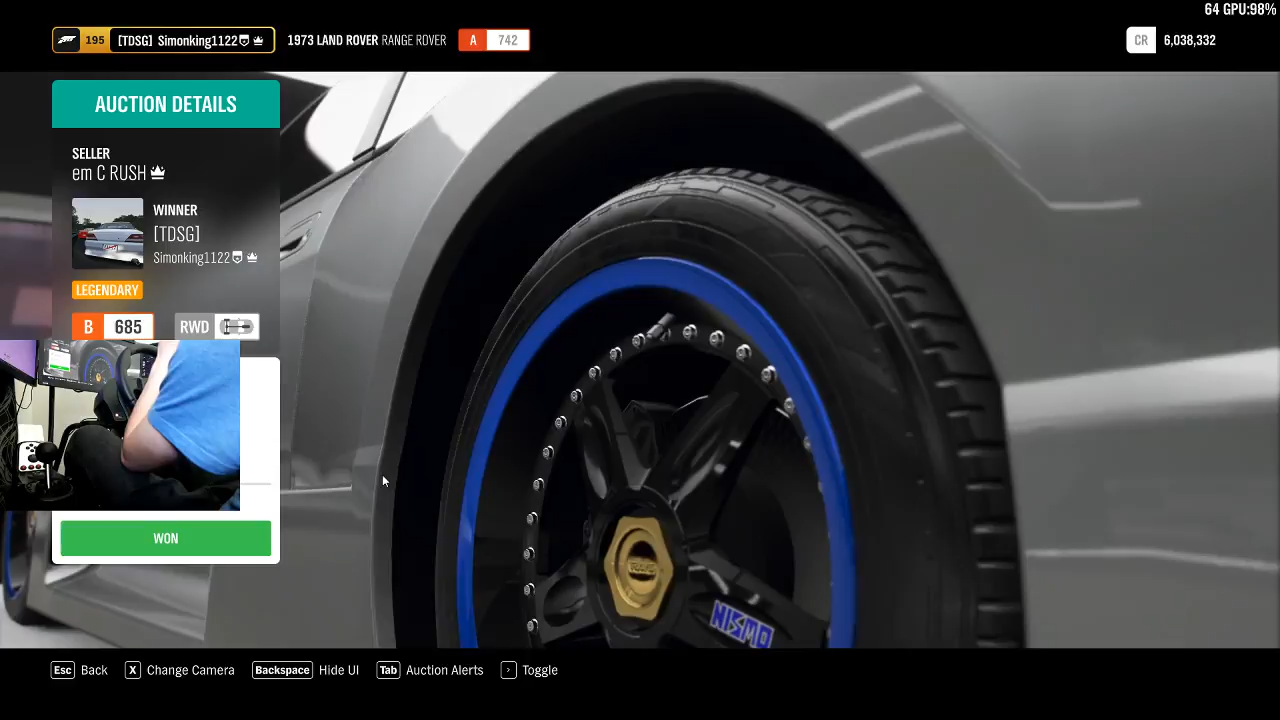 64 GPU:98%
195 [TDSG] Simonking1122 1973 LAND ROVER RANGE ROVER A 742 CR 6,038,332
AUCTION DETAILS
SELLER
em C RUSH
WINNER
[TDSG]
Simonking1122
LEGENDARY
B 685 RWD
NISMO
WON
Esc Back X Change Camera Backspace Hide UI Tab Auction Alerts Toggle